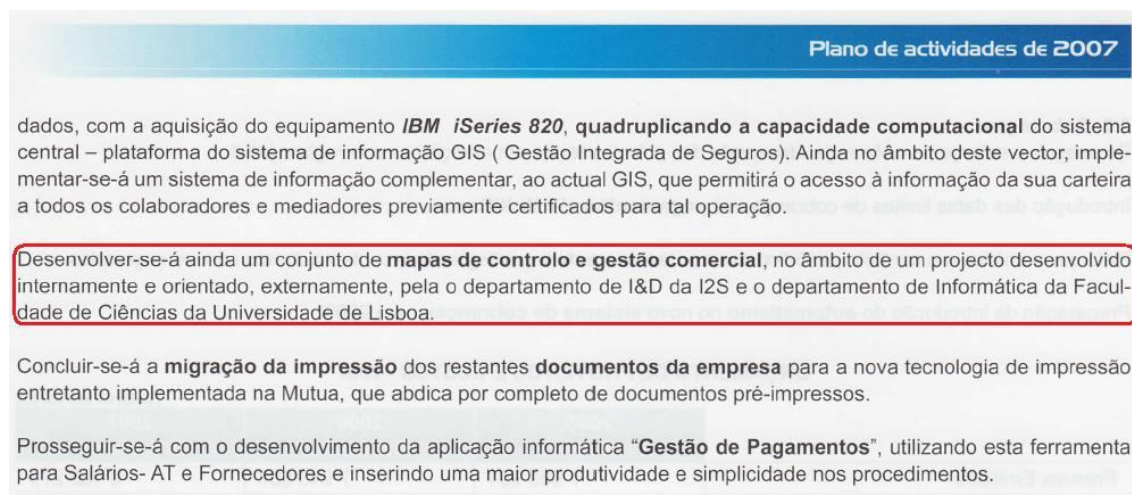 Plano de actividades de 2007
dados, com a aquisição do equipamento IBM iSeries 820, quadruplicando a capacidade computacional do sistema
central – plataforma do sistema de informação GIS ( Gestão Integrada de Seguros). Ainda no âmbito deste vector, imple-
mentar-se-á um sistema de informação complementar, ao actual GIS, que permitirá o acesso à informação da sua carteira
a todos os colaboradores e mediadores previamente certificados para tal operação.
Desenvolver-se-á ainda um conjunto de mapas de controlo e gestão comercial, no âmbito de um projecto desenvolvido
internamente e orientado, externamente, pela o departamento de I&D da I2S e o departamento de Informática da Facul-
dade de Ciências da Universidade de Lisboa.
Concluir-se-á a migração da impressão dos restantes documentos da empresa para a nova tecnologia de impressão
entretanto implementada na Mutua, que abdica por completo de documentos pré-impressos.
Prosseguir-se-á com o desenvolvimento da aplicação informática “Gestão de Pagamentos”, utilizando esta ferramenta
para Salários- AT e Fornecedores e inserindo uma maior produtividade e simplicidade nos procedimentos.